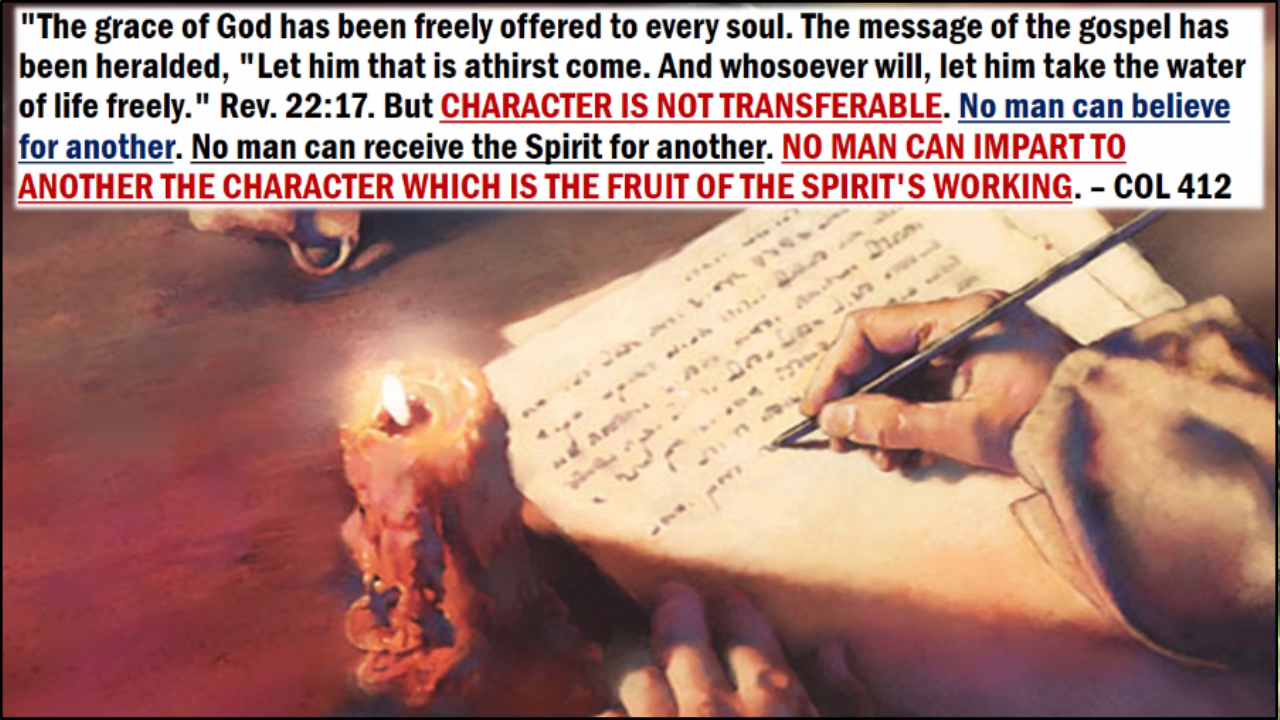 "The grace of God has been freely offered to every soul. The message of the gospel has
been heralded, "Let him that is athirst come. And whosoever will, let him take the water
of life freely." Rev. 22:17. But CHARACTER IS NOT TRANSFERABLE. No man can believe
for another. No man can receive the Spirit for another. NO MAN CAN IMPART TO
ANOTHER THE CHARACTER WHICH IS THE FRUIT OF THE SPIRIT'S WORKING. – COL 412